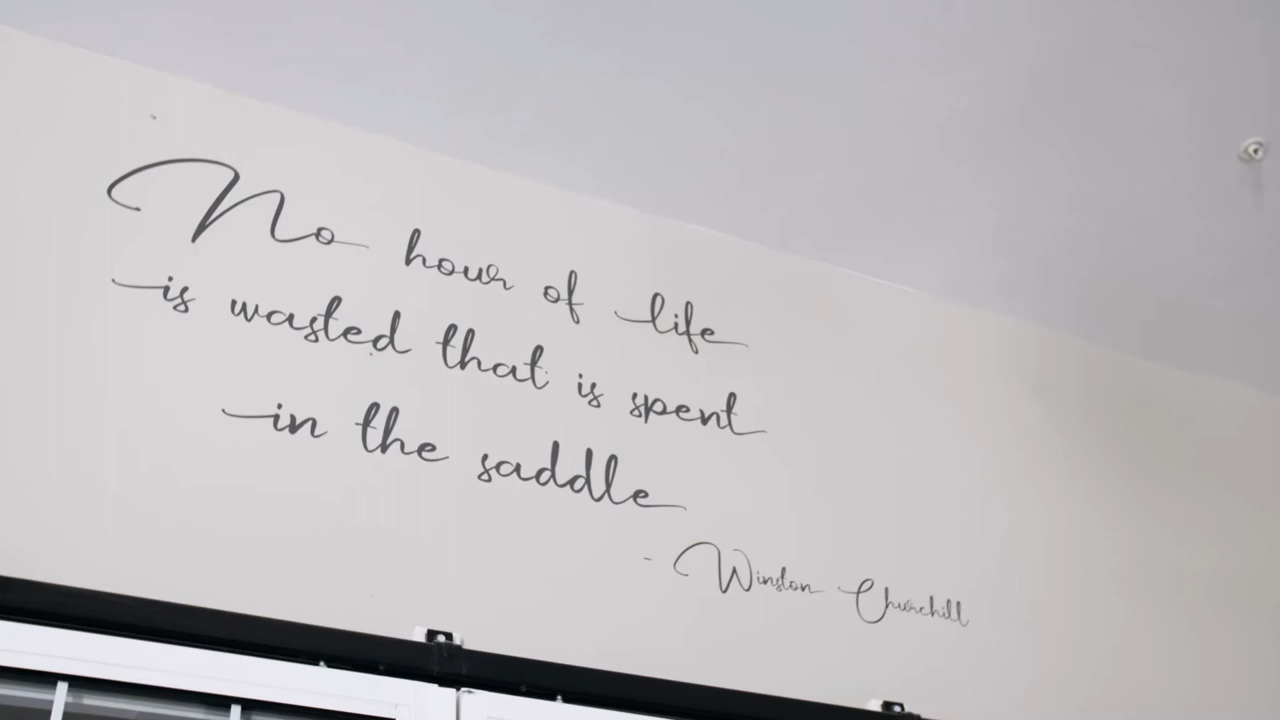 No hour of life
is wasted that is spent
in the saddle
- Winston Churchill